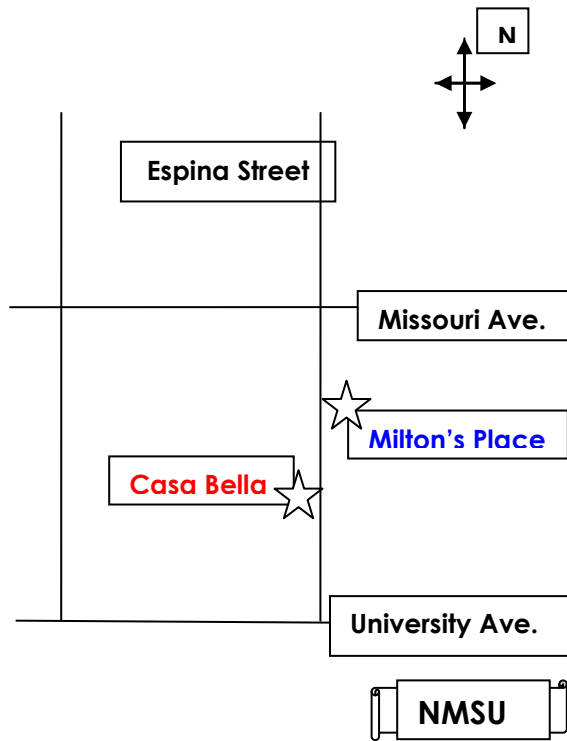 N
Espina Street
Missouri Ave.
Milton’s Place
Casa Bella
University Ave.
NMSU